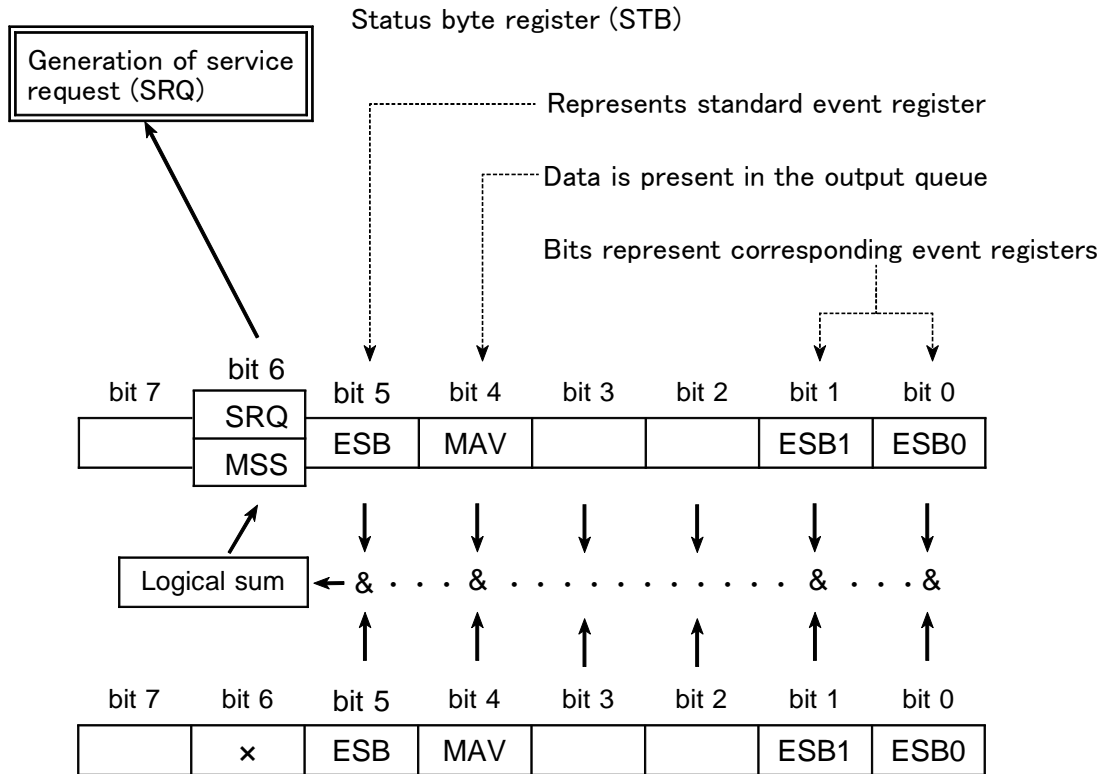 Status byte register (STB)
Generation of service
request (SRQ)
Represents standard event register
Data is present in the output queue
Bits represent corresponding event registers
bit 7 bit 6 bit 5 bit 4 bit 3 bit 2 bit 1 bit 0
SRQ
MSS
ESB MAV ESB1 ESB0
Logical sum & . . . . & . . . . . . . . . . . . & . . . . &
bit 7 bit 6 bit 5 bit 4 bit 3 bit 2 bit 1 bit 0
× ESB MAV ESB1 ESB0